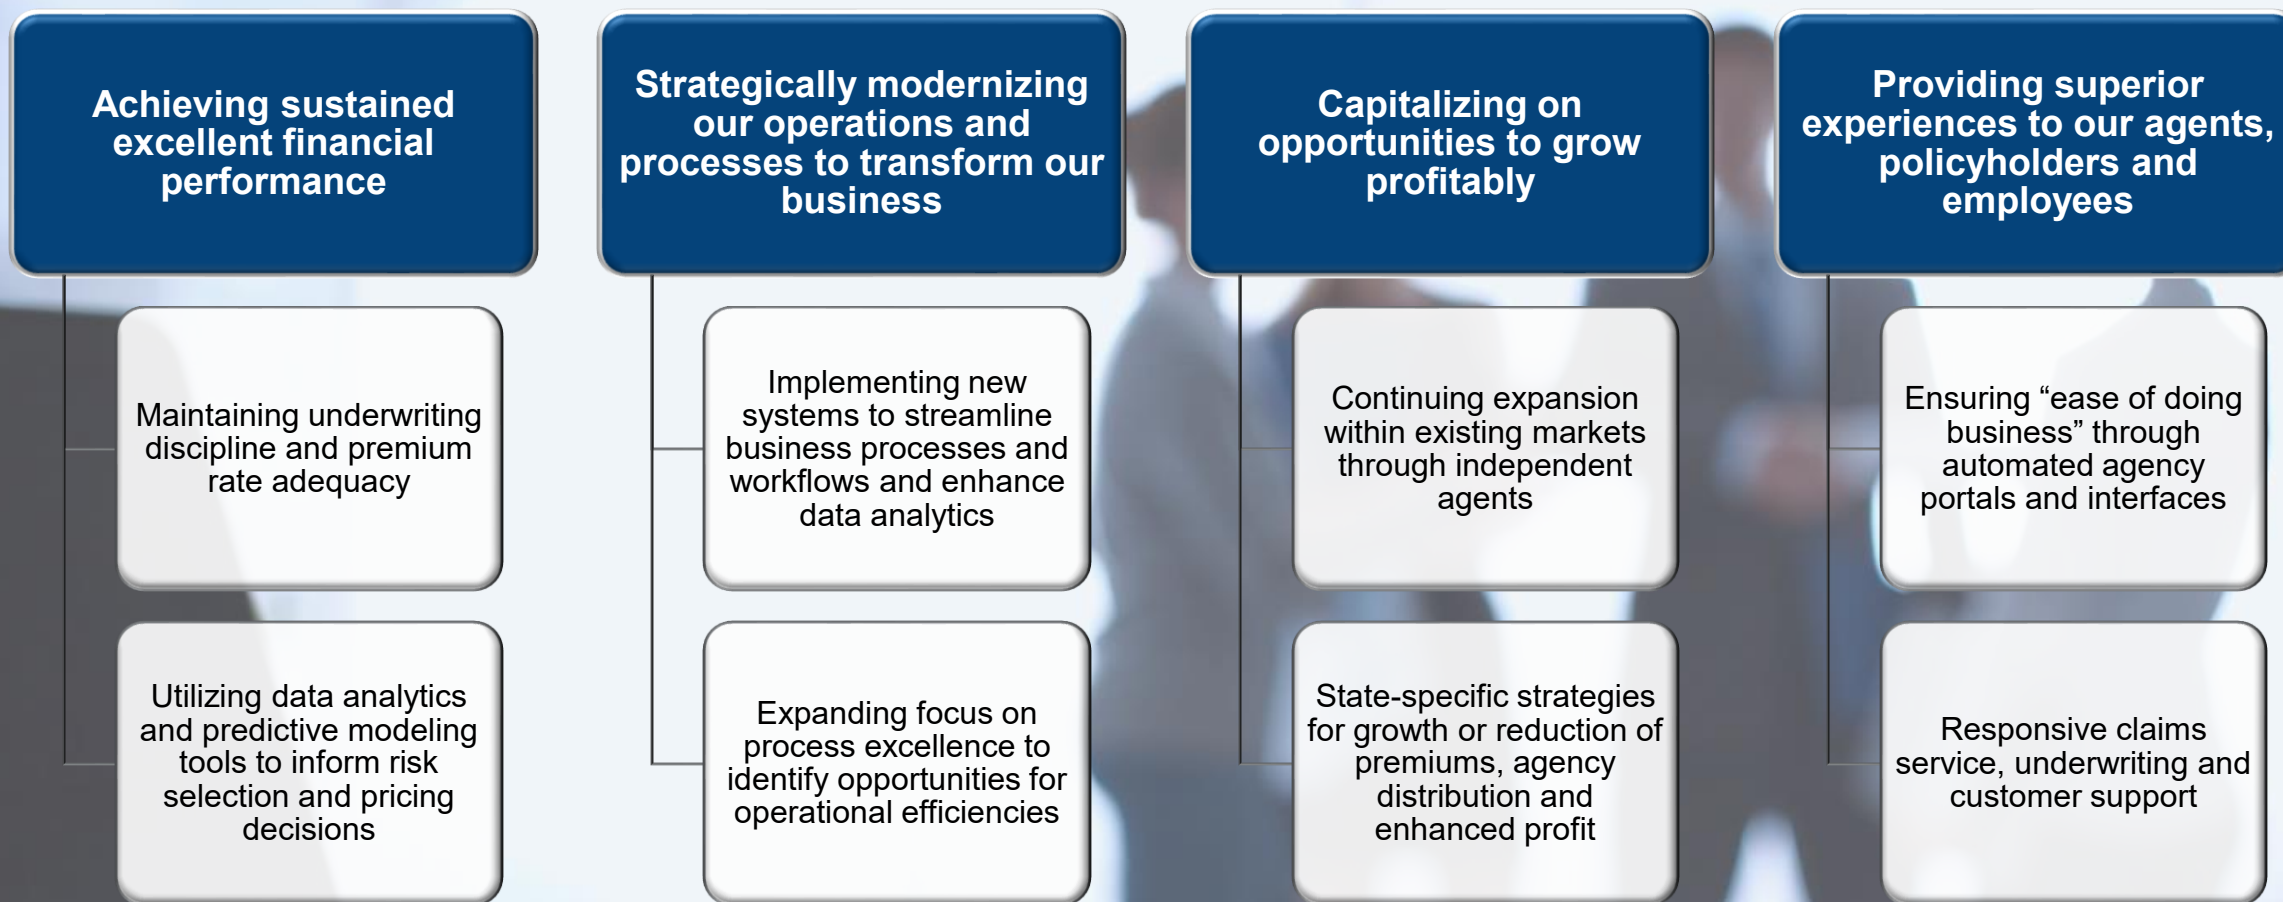 Achieving sustained
excellent financial
performance
Maintaining underwriting
discipline and premium
rate adequacy
Utilizing data analytics
and predictive modeling
tools to inform risk
selection and pricing
decisions
Strategically modernizing
our operations and
processes to transform our
business
Implementing new
systems to streamline
business processes and
workflows and enhance
data analytics
Expanding focus on
process excellence to
identify opportunities for
operational efficiencies
Capitalizing on
opportunities to grow
profitably
Continuing expansion
within existing markets
through independent
agents
State-specific strategies
for growth or reduction of
premiums, agency
distribution and
enhanced profit
Providing superior
experiences to our agents,
policyholders and
employees
Ensuring “ease of doing
business” through
automated agency
portals and interfaces
Responsive claims
service, underwriting and
customer support